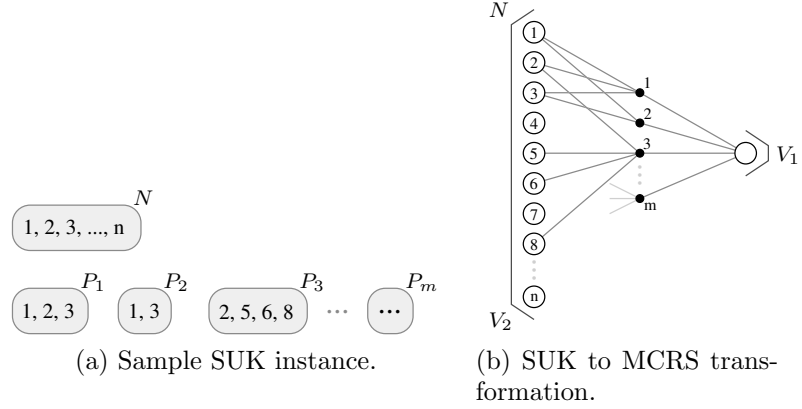 N
1, 2, 3, ..., n
P1 P2 P3 Pm
1, 2, 3 1, 3 2, 5, 6, 8 ... ...
(a) Sample SUK instance.
N
1
2
3
4
5
6
7
8
n
V2
1
2
3
m
V1
(b) SUK to MCRS trans-
formation.